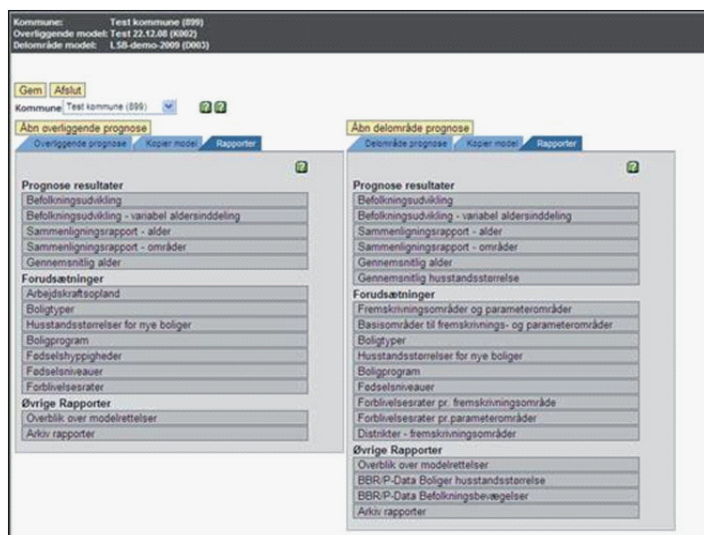 Kommune: Test kommune (899)
Overliggende model: Test 22.12.08 (K002)
Delområde model: LSB-demo-2009 (D003)
Gem Afslut
Kommune Test kommune (899)
Åbn overliggende prognose
Overliggende prognose Kopier model Rapporter
Prognose resultater
Befolkningsudvikling
Befolkningsudvikling - variabel aldersinddeling
Sammenligningsrapport - alder
Sammenligningsrapport - områder
Gennemsnitlig alder
Forudsætninger
Arbejdskraftsopland
Boligtyper
Husstandsstørrelser for nye boliger
Boligprogram
Fødselshyppigheder
Fødselsniveauer
Forblivelsesrater
Øvrige Rapporter
Overblik over modelrettelser
Arkiv rapporter
Åbn delområde prognose
Delområde prognose Kopier model Rapporter
Prognose resultater
Befolkningsudvikling
Befolkningsudvikling - variabel aldersinddeling
Sammenligningsrapport - alder
Sammenligningsrapport - områder
Gennemsnitlig alder
Gennemsnitlig husstandsstørrelse
Forudsætninger
Fremskrivningsområder og parameterområder
Basisområder til fremskrivnings- og parameterområder
Boligtyper
Husstandsstørrelser for nye boliger
Boligprogram
Fødselsniveauer
Forblivelsesrater pr. fremskrivningsområde
Forblivelsesrater pr.parameterområder
Distrikter - fremskrivningsområder
Øvrige Rapporter
Overblik over modelrettelser
BBR/P-Data Boliger husstandsstørrelse
BBR/P-Data Befolkningsbevægelser
Arkiv rapporter